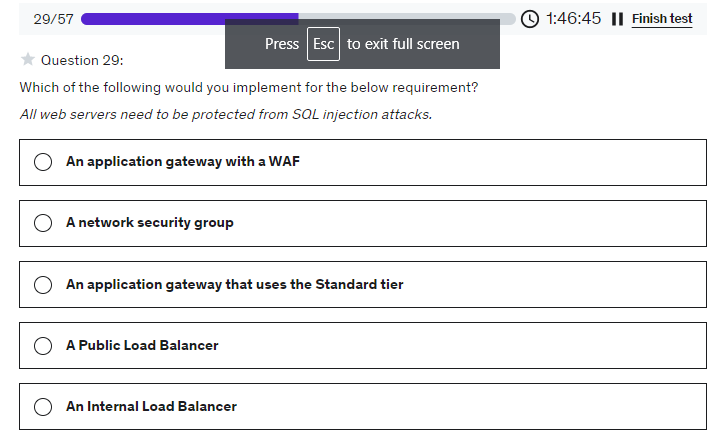 29/57
1:46:45 Finish test
Press Esc to exit full screen
Question 29:
Which of the following would you implement for the below requirement?
All web servers need to be protected from SQL injection attacks.
An application gateway with a WAF
A network security group
An application gateway that uses the Standard tier
A Public Load Balancer
An Internal Load Balancer